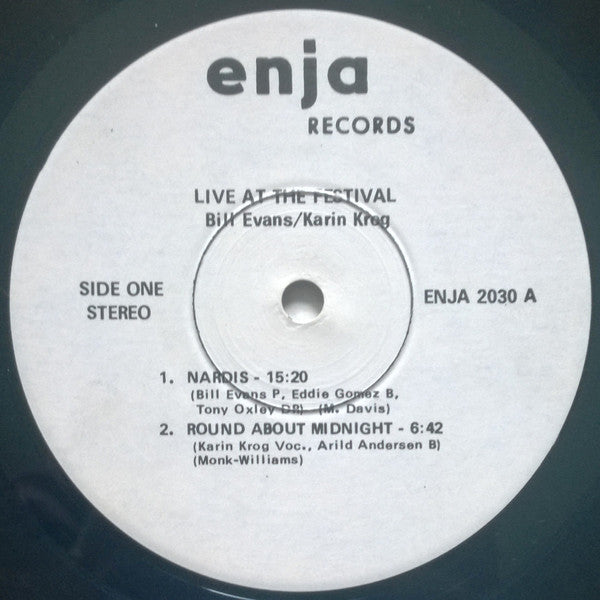 enja
RECORDS
LIVE AT THE FESTIVAL
Bill Evans/Karin Krog
SIDE ONE
STEREO
ENJA 2030 A
1. NARDIS - 15:20
(Bill Evans P, Eddie Gomez B,
Tony Oxley DR) (M. Davis)
2. ROUND ABOUT MIDNIGHT - 6:42
(Karin Krog Voc., Arild Andersen B)
(Monk-Williams)